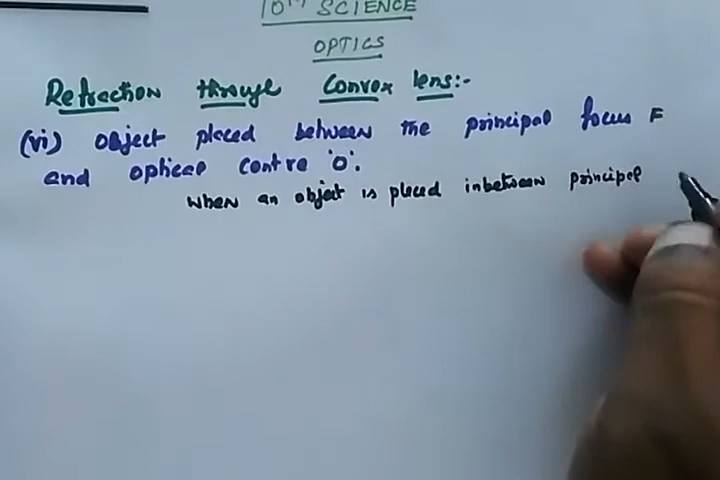 10TH SCIENCE
OPTICS
Refraction through Convex lens:-
(vi) object placed between the principal focus F
and optical centre 'O'.
when an object is placed inbetween principal